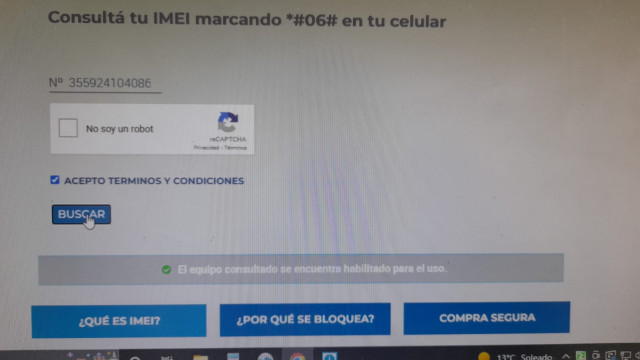 Consultá tu IMEI marcando *#06# en tu celular
Nº 355924104086
No soy un robot
reCAPTCHA
Privacidad - Términos
ACEPTO TERMINOS Y CONDICIONES
BUSCAR
El equipo consultado se encuentra habilitado para el uso.
¿QUÉ ES IMEI?
¿POR QUÉ SE BLOQUEA?
COMPRA SEGURA
13°C Soleado